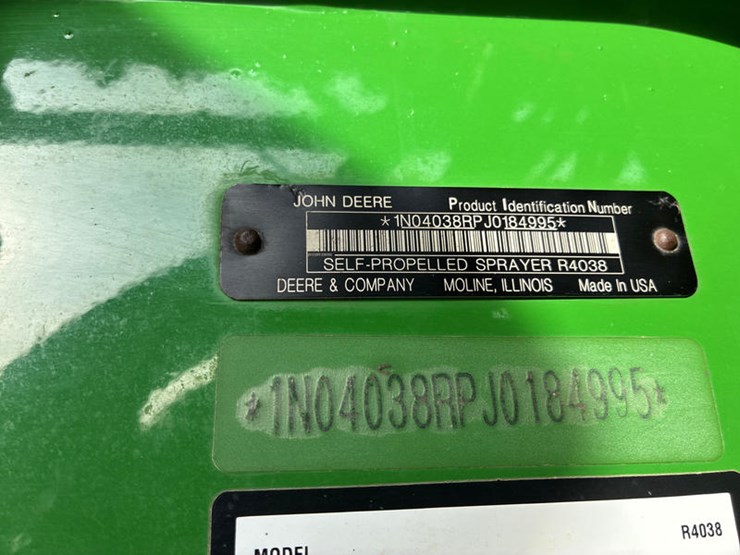 JOHN DEERE Product Identification Number
*1N04038RPJ0184995*
SELF-PROPELLED SPRAYER R4038
DEERE & COMPANY MOLINE, ILLINOIS Made In USA
*1N04038RPJ0184995*
R4038
MODEL